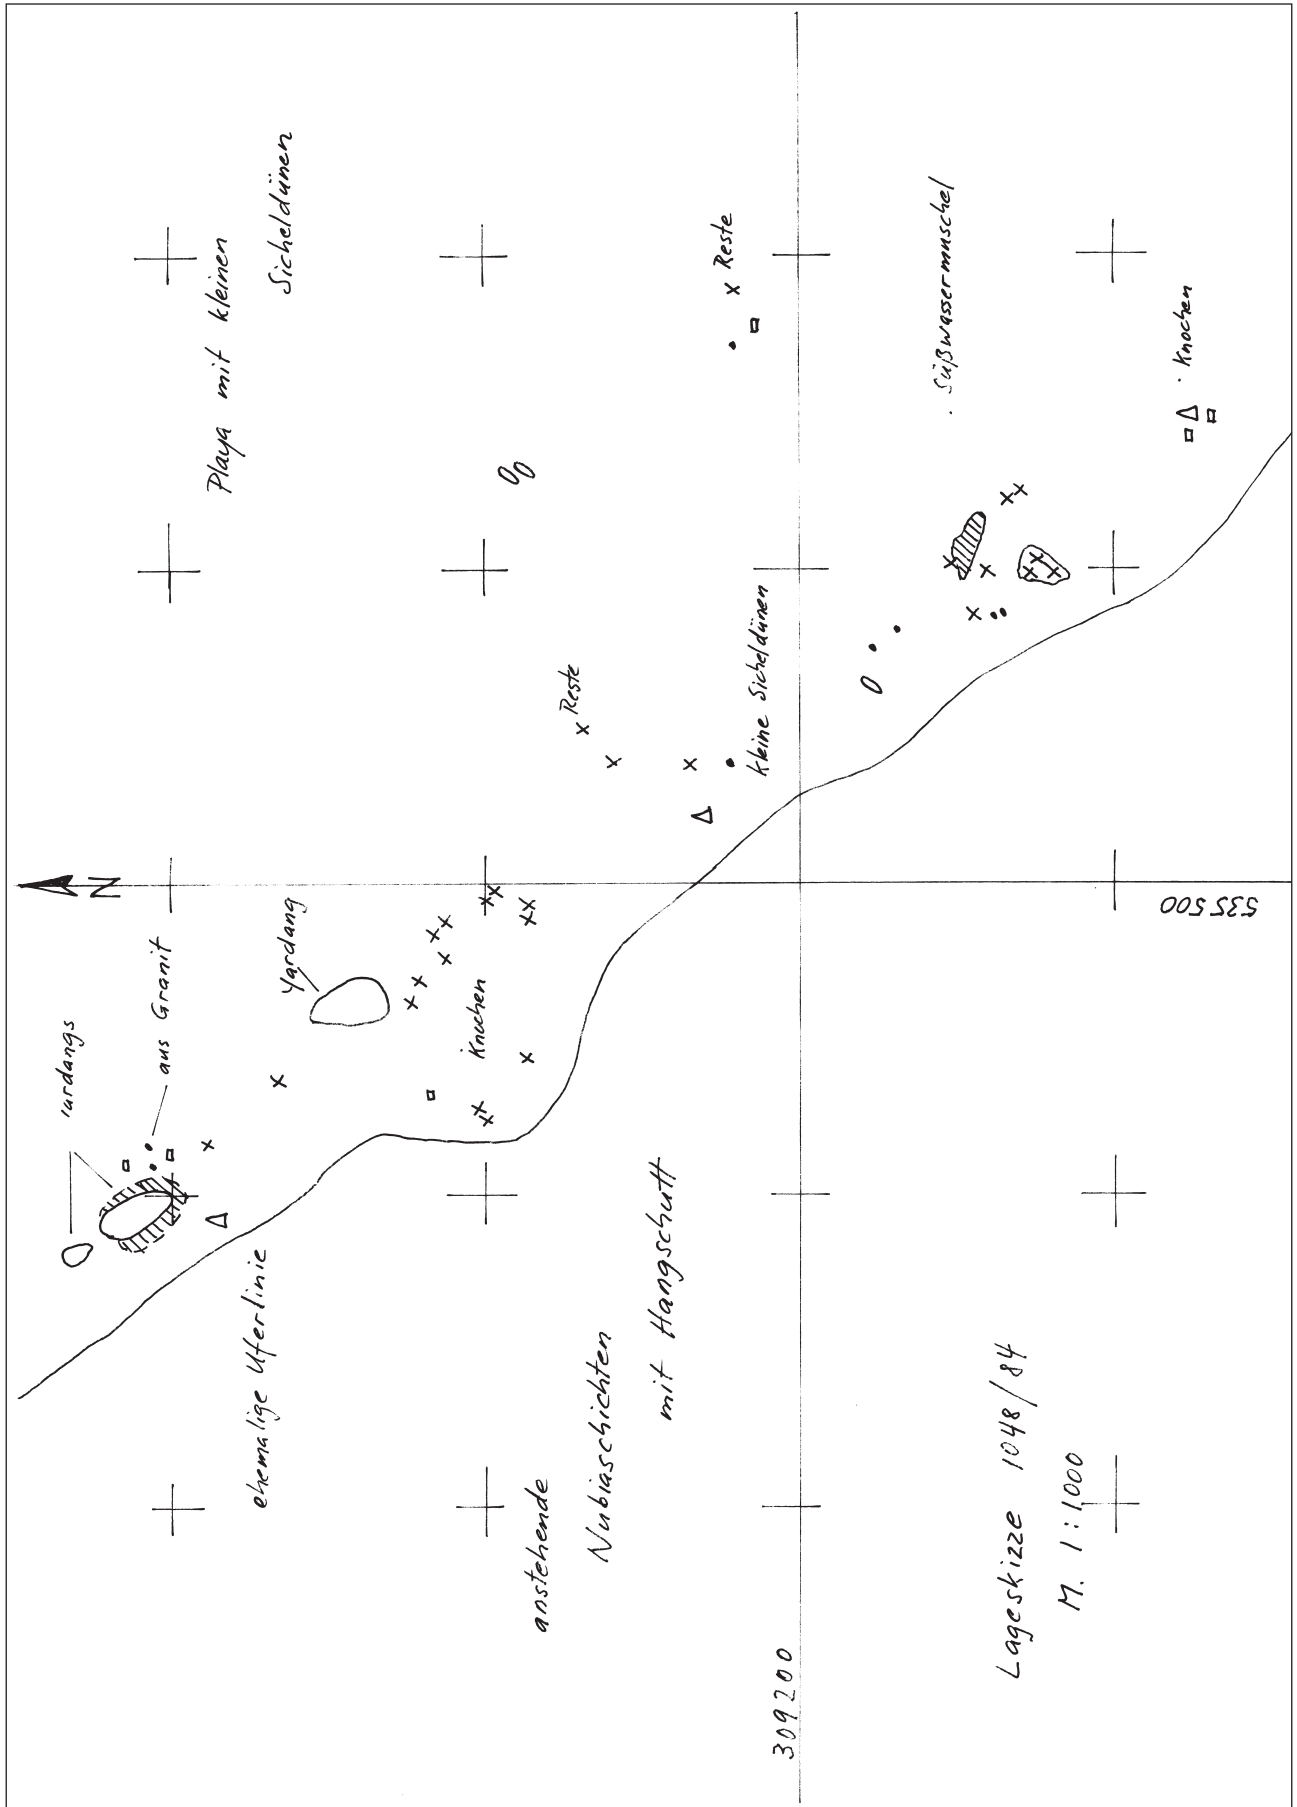 Yardangs
N
aus Granit
Playa mit kleinen
Sicheldünen
Yardang
ehemalige Uferlinie
Knochen
anstehende
Nubiaschichten
mit Hangschutt
Reste
Reste
kleine Sicheldünen
309200
Süßwassermuschel
Knochen
Lageskizze 1048/84
M. 1:1000
535500